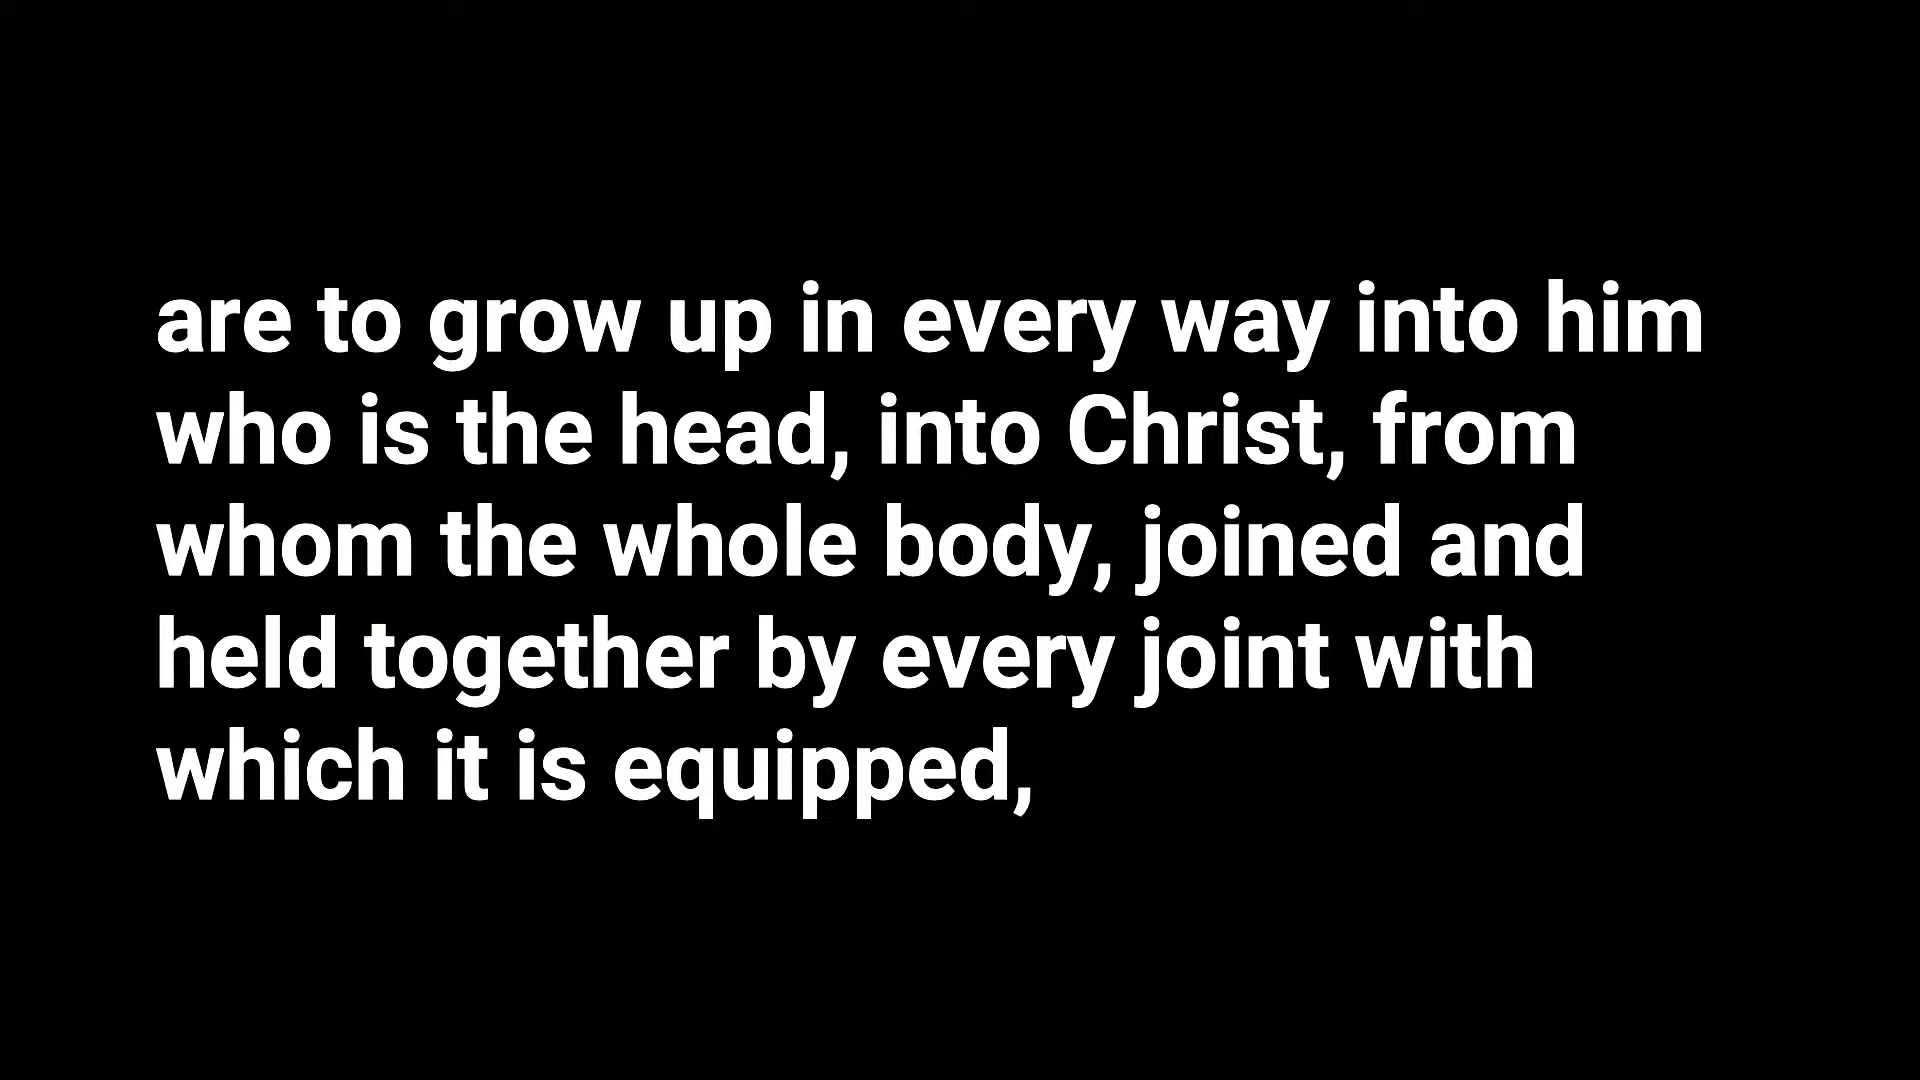 are to grow up in every way into him
who is the head, into Christ, from
whom the whole body, joined and
held together by every joint with
which it is equipped,